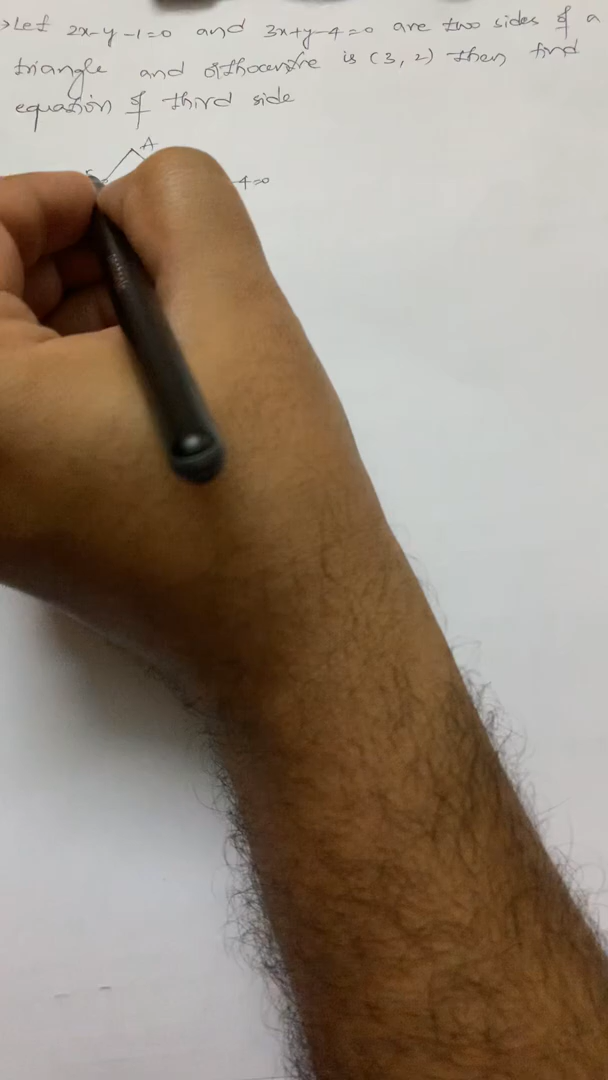 Let 2x-y-1=0 and 3x+y-4=0 are two sides of a
triangle and orthocentre is (3, 2) then find
equation of third side
A
-4=0